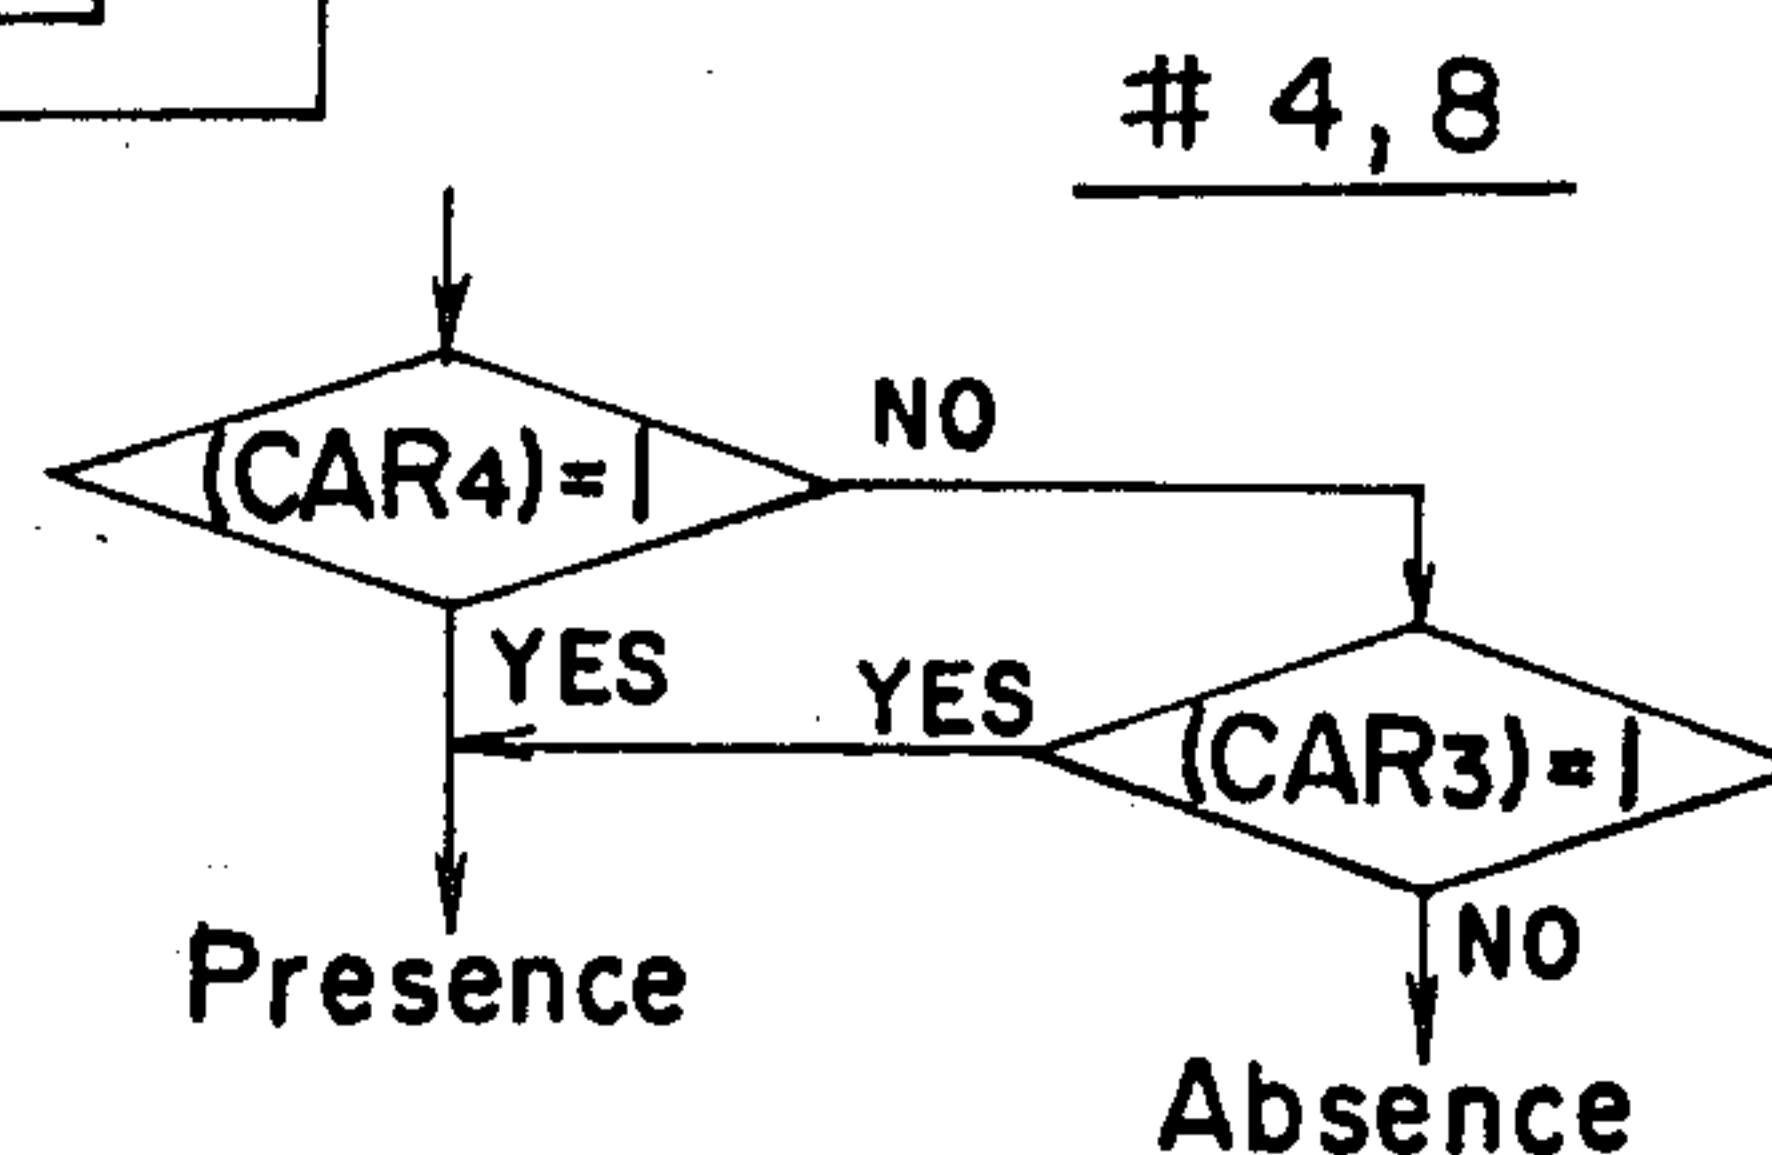 # 4,8
(CAR4)=1
NO
YES
YES
(CAR3)=1
NO
Presence
Absence